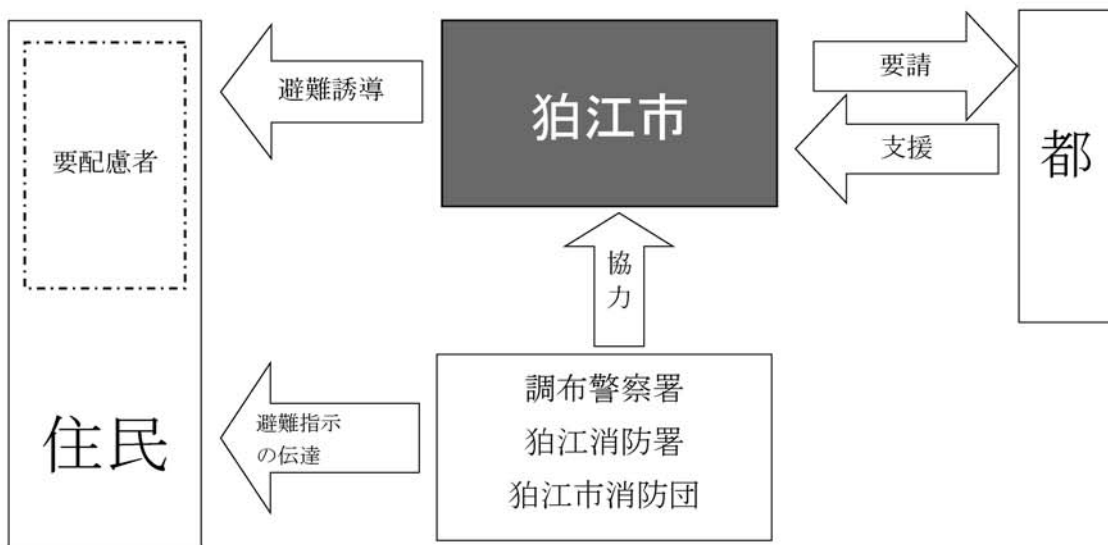 要配慮者
住民
避難誘導
狛江市
要請
支援
都
協
力
避難指示
の伝達
調布警察署
狛江消防署
狛江市消防団